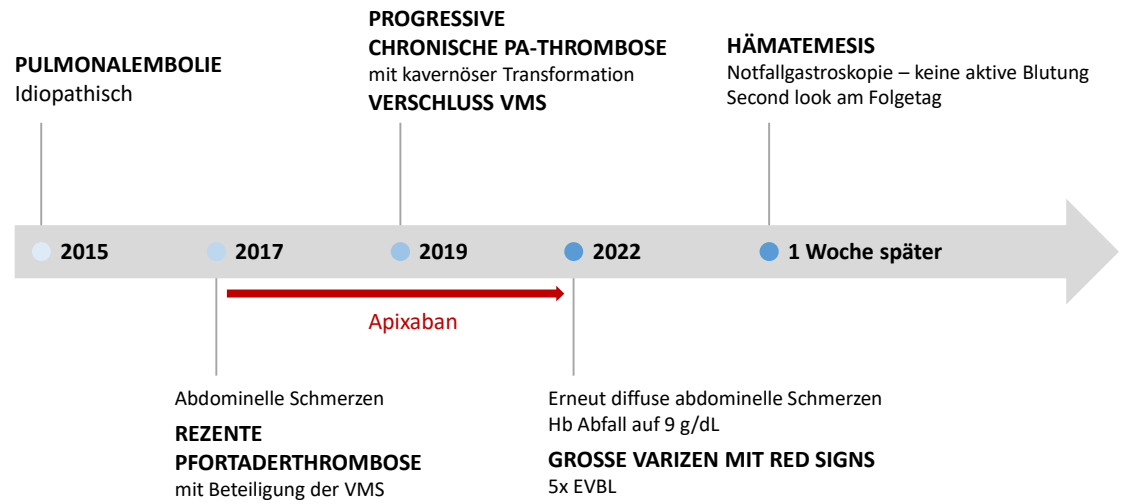 PULMONALEMBOLIE
Idiopathisch
PROGRESSIVE
CHRONISCHE PA-THROMBOSE
mit kavernöser Transformation
VERSCHLUSS VMS
HÄMATEMESIS
Notfallgastroskopie – keine aktive Blutung
Second look am Folgetag
2015
2017
2019
2022
1 Woche später
Apixaban
Abdominelle Schmerzen
REZENTE
PFORTADERTHROMBOSE
mit Beteiligung der VMS
Erneut diffuse abdominelle Schmerzen
Hb Abfall auf 9 g/dL
GROSSE VARIZEN MIT RED SIGNS
5x EVBL